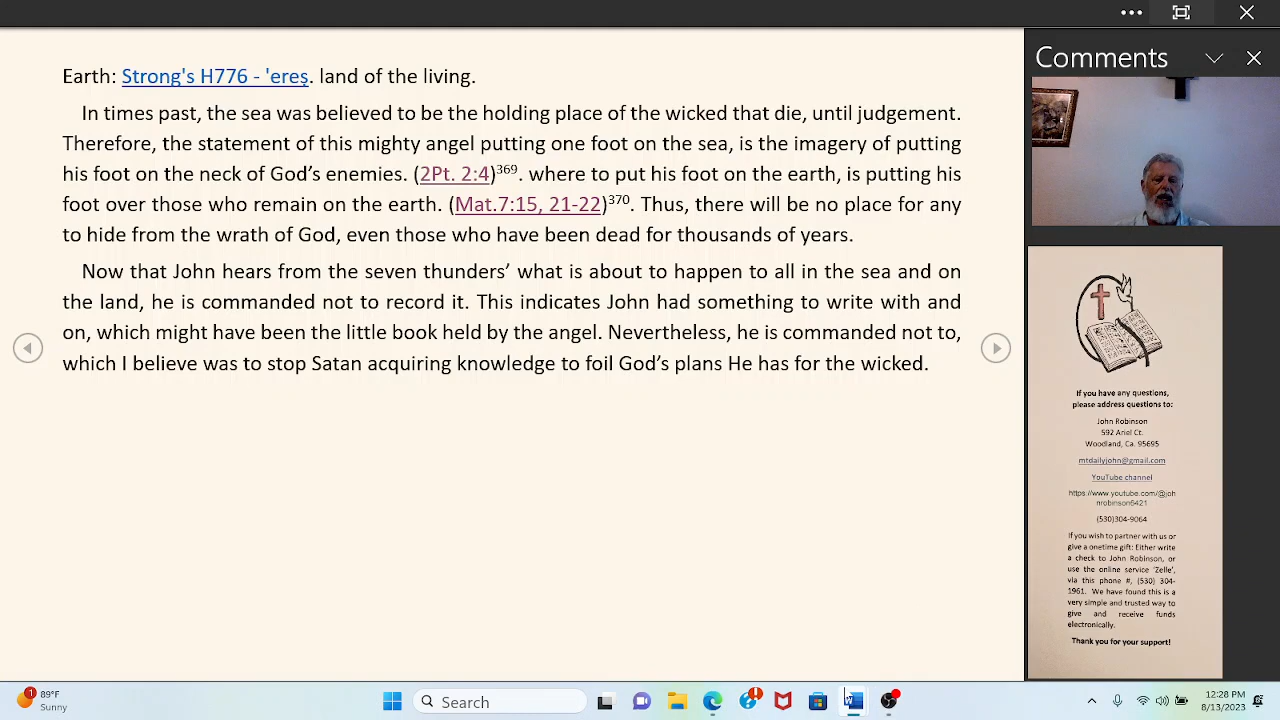 Comments
Earth: Strong's H776 - 'ereṣ. land of the living.
In times past, the sea was believed to be the holding place of the wicked that die, until judgement.
Therefore, the statement of this mighty angel putting one foot on the sea, is the imagery of putting
his foot on the neck of God's enemies. (2Pt. 2:4)369. where to put his foot on the earth, is putting his
foot over those who remain on the earth. (Mat.7:15, 21-22)370. Thus, there will be no place for any
to hide from the wrath of God, even those who have been dead for thousands of years.
Now that John hears from the seven thunders' what is about to happen to all in the sea and on
the land, he is commanded not to record it. This indicates John had something to write with and
on, which might have been the little book held by the angel. Nevertheless, he is commanded not to,
which I believe was to stop Satan acquiring knowledge to foil God's plans He has for the wicked.
If you have any questions,
please address questions to:
John Robinson
592 Ariel Ct.
Woodland, Ca. 95695
mtdailyjohn@gmail.com
YouTube channel
https://www.youtube.com/@joh
nrobinson6421
(530)304-9064
If you wish to partner with us or
give a onetime gift: Either write
a check to John Robinson, or
use the online service 'Zelle',
via this phone #, (530) 304-
1961. We have found this is a
very simple and trusted way to
give and receive funds
electronically.
Thank you for your support!
1
89°F
Sunny
Search
12:28 PM
8/13/2023